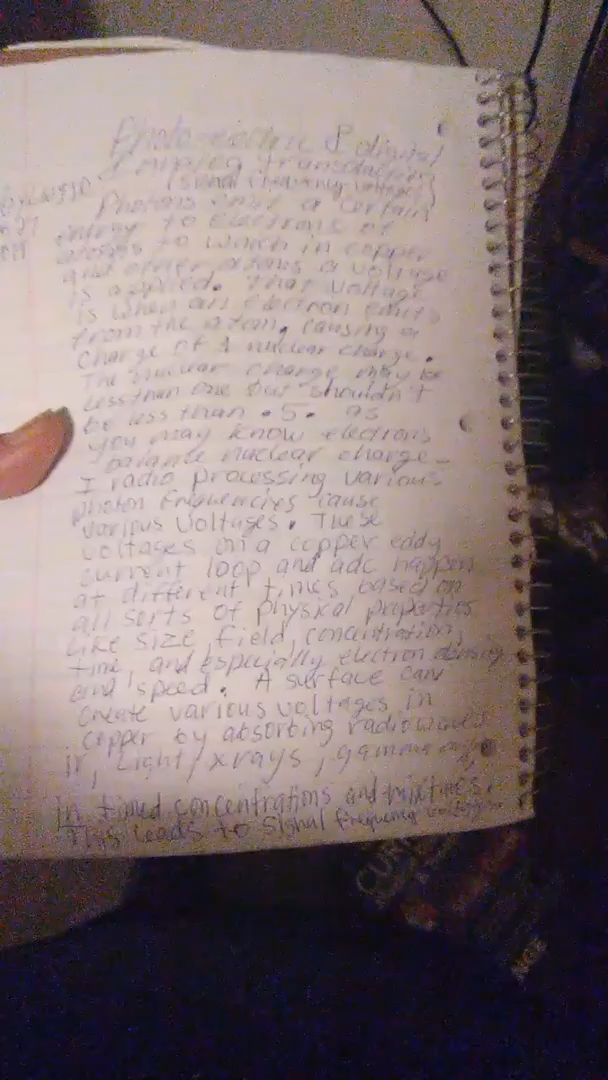 Photo-electric & digital
Analog transduction
(signal frequency voltages)
Photons emit a certain
energy to electrons of
atoms to which in copper
and other atoms a voltage
is applied. That voltage
is when an electron emits
from the atom, causing a
charge of 1 nuclear charge.
The nuclear charge may be
less than one but shouldn't
be less than .5. as
you may know electrons
balance nuclear charge.
I radio processing various
photon frequencies cause
various voltages. These
voltages on a copper eddy
current loop and adc happen
at different times based on
all sorts of physical properties
like size, field, concentration,
time, and especially electron density
and speed. A surface can
create various voltages in
copper by absorbing radiowaves
ir, Light/xrays, gamma
in timed concentrations and mixtures.
This leads to signal frequency